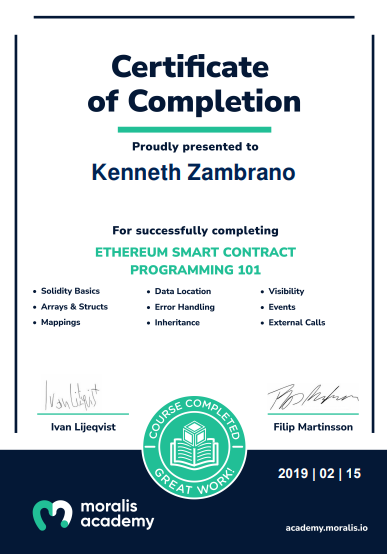 Certificate
of Completion
Proudly presented to
Kenneth Zambrano
For successfully completing
ETHEREUM SMART CONTRACT
PROGRAMMING 101
• Solidity Basics
• Arrays & Structs
• Mappings
• Data Location
• Error Handling
• Inheritance
• Visibility
• Events
• External Calls
Ivan Lijeqvist
Ivan Lijeqvist
Filip Martinsson
COURSE COMPLETED
GREAT WORK!
2019 | 02 | 15
moralis
academy
academy.moralis.io